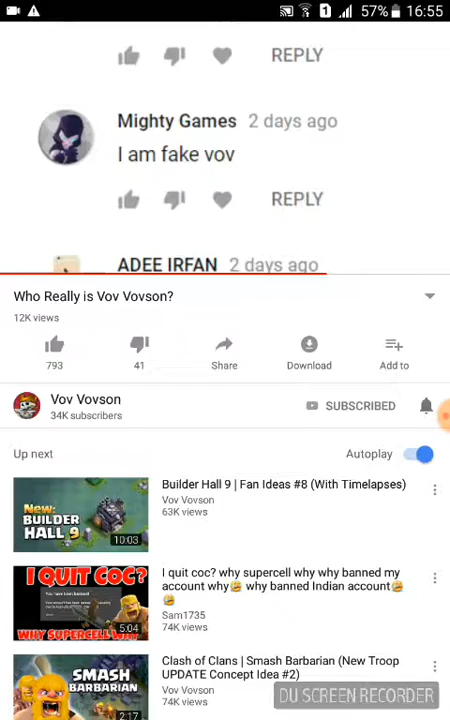 1 57% 16:55
REPLY
Mighty Games 2 days ago
I am fake vov
REPLY
ADEE IRFAN 2 days ago
Who Really is Vov Vovson?
12K views
793 41 Share Download Add to
Vov Vovson
34K subscribers
SUBSCRIBED
Up next Autoplay
New:
BUILDER
HALL 9
10:03
Builder Hall 9 | Fan Ideas #8 (With Timelapses)
Vov Vovson
63K views
I QUIT COC?
WHY SUPERCELL WHY
5:04
I quit coc? why supercell why why banned my
account why😫 why banned Indian account😫
😫
Sam1735
74K views
SMASH
BARBARIAN
2:17
Clash of Clans | Smash Barbarian (New Troop
UPDATE Concept Idea #2)
Vov Vovson
74K views
DU SCREEN RECORDER